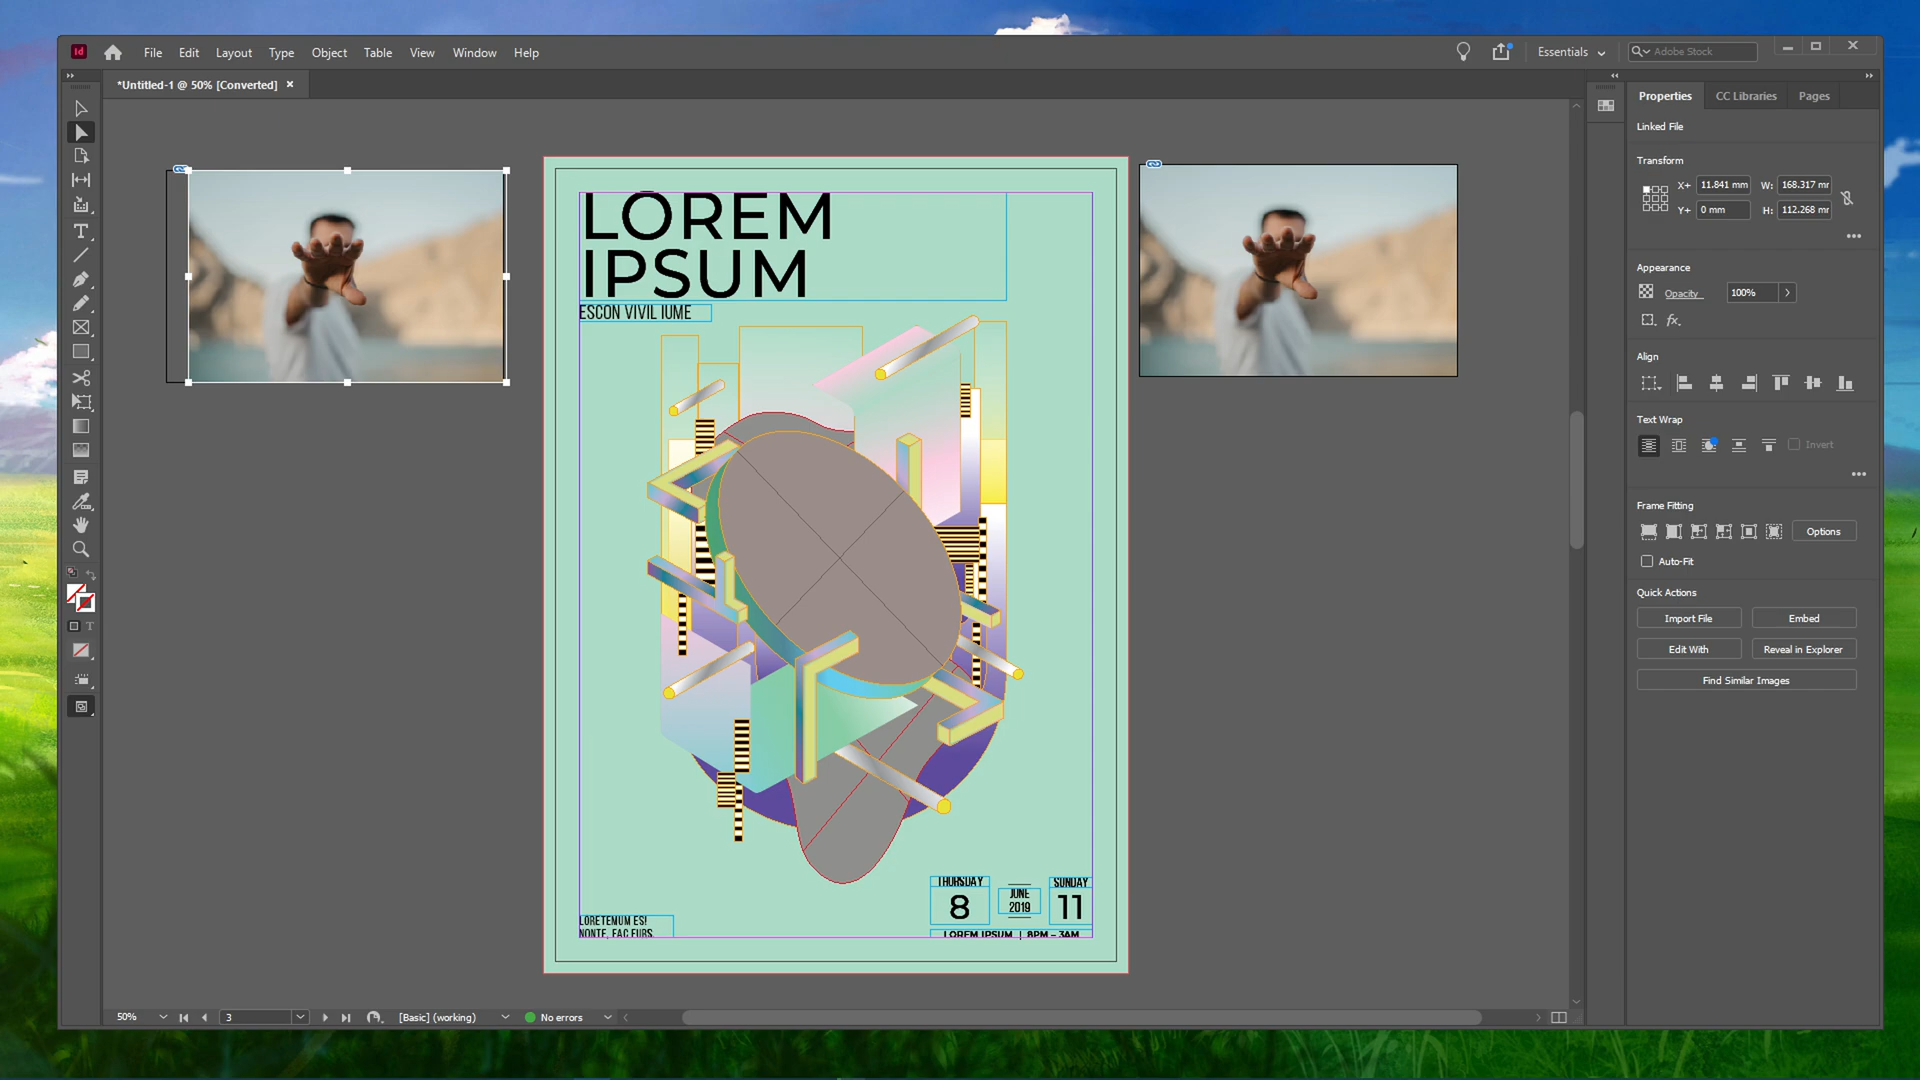 Id
File Edit Layout Type Object Table View Window Help
Essentials
Adobe Stock
*Untitled-1 @ 50% [Converted]
LOREM
IPSUM
ESCON VIVIL IUME
THURSDAY
8
JUNE
2019
SUNDAY
11
LORETEMUM ES!
NONTE, FAC FURS
LOREM IPSUM | 8PM – 3AM
Properties CC Libraries Pages
Linked File
Transform
X+ 11.841 mm W: 168.317 mr
Y+ 0 mm H: 112.268 mr
Appearance
Opacity 100%
fx.
Align
Text Wrap
Invert
Frame Fitting
Options
Auto-Fit
Quick Actions
Import File Embed
Edit With Reveal in Explorer
Find Similar Images
50% 3 [Basic] (working) No errors